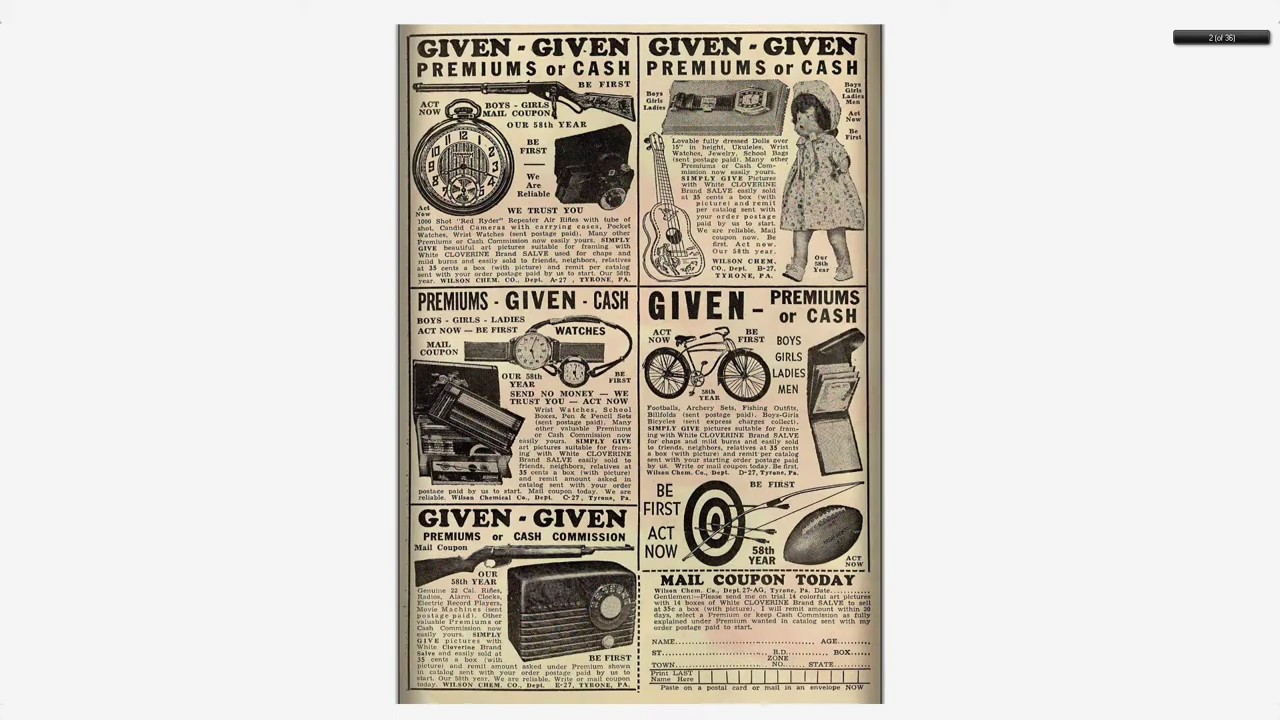 2 (of 36)
GIVEN - GIVEN
PREMIUMS or CASH
BE FIRST
ACT NOW
BOYS - GIRLS
MAIL COUPON
OUR 58th YEAR
BE FIRST
We Are Reliable
Act Now
WE TRUST YOU
1000 Shot "Red Ryder" Repeater Air Rifles with tube of
shot, Candid Cameras with carrying cases, Pocket
Watches, Wrist Watches (sent postage paid). Many other
Premiums or Cash Commission now easily yours. SIMPLY
GIVE beautiful art pictures suitable for framing with
White CLOVERINE Brand SALVE used for chaps and
mild burns and easily sold to friends, neighbors, relatives
at 35 cents a box (with picture) and remit per catalog
sent with your order postage paid by us to start. Our 58th
year. WILSON CHEM. CO., Dept. A-27, TYRONE, PA.
GIVEN - GIVEN
PREMIUMS or CASH
Boys
Girls
Ladies
Boys
Girls
Ladies
Men
Act
Now
Be
First
Lovable fully dressed Dolls over
15" in height, Ukuleles, Wrist
Watches, Jewelry, School Bags
(sent postage paid). Many other
Premiums or Cash Com-
mission now easily yours.
SIMPLY GIVE Pictures
with White CLOVERINE
Brand SALVE easily sold
at 35 cents a box (with
picture) and remit
per catalog sent with
your order postage
paid by us to start.
We are reliable. Mail
coupon now. Be
first. Act now.
Our 58th year.
WILSON CHEM.
CO., Dept. B-27,
TYRONE, PA.
Our
58th
Year
PREMIUMS - GIVEN - CASH
BOYS - GIRLS - LADIES
ACT NOW — BE FIRST
WATCHES
MAIL
COUPON
OUR 58th
YEAR
BE
FIRST
SEND NO MONEY — WE
TRUST YOU — ACT NOW
Wrist Watches, School
Boxes, Pen & Pencil Sets
(sent postage paid). Many
other valuable Premiums
or Cash Commission now
easily yours. SIMPLY GIVE
art pictures suitable for fram-
ing with White CLOVERINE
Brand SALVE easily sold to
friends, neighbors, relatives at
35 cents a box (with picture)
and remit amount asked in
catalog sent with your order
postage paid by us to start. Mail coupon today. We are
reliable. Wilson Chemical Co., Dept. C-27, Tyrone, Pa.
GIVEN - PREMIUMS
or CASH
ACT
NOW
BE
FIRST
BOYS
GIRLS
LADIES
MEN
58th
YEAR
Footballs, Archery Sets, Fishing Outfits,
Billfolds (sent postage paid). Boys-Girls
Bicycles (sent express charges collect).
SIMPLY GIVE pictures suitable for fram-
ing with White CLOVERINE Brand SALVE
for chaps and mild burns and easily sold
to friends, neighbors, relatives at 35 cents
a box (with picture) and remit per catalog
sent with your starting order postage paid
by us. Write or mail coupon today. Be first.
Wilson Chem. Co., Dept. D-27, Tyrone, Pa.
BE
FIRST
ACT
NOW
BE FIRST
58th
YEAR
ACT
NOW
GIVEN - GIVEN
PREMIUMS or CASH COMMISSION
Mail Coupon
OUR
58th YEAR
Genuine 22 Cal. Rifles,
Radios, Alarm Clocks,
Electric Record Players,
Movie Machines (sent
postage paid). Other
valuable Premiums or
Cash Commission now
easily yours. SIMPLY
GIVE pictures with
White Cloverine Brand
Salve and easily sold at
35 cents a box (with
picture) and remit amount asked under Premium shown
in catalog sent with your order postage paid by us to
start. Our 58th year. We are reliable. Write or mail coupon
today. WILSON CHEM. CO., Dept. E-27, TYRONE, PA.
BE FIRST
MAIL COUPON TODAY
Wilson Chem. Co., Dept. 27-AG, Tyrone, Pa. Date
Gentlemen:—Please send me on trial 14 colorful art pictures
with 14 boxes of White CLOVERINE Brand SALVE to sell
at 35c a box (with picture). I will remit amount within 30
days, select a Premium or keep Cash Commission as fully
explained under Premium wanted in catalog sent with my
order postage paid to start.
NAME AGE
ST. R.D. BOX
TOWN ZONE NO. STATE
Print LAST
Name Here
Paste on a postal card or mail in an envelope NOW